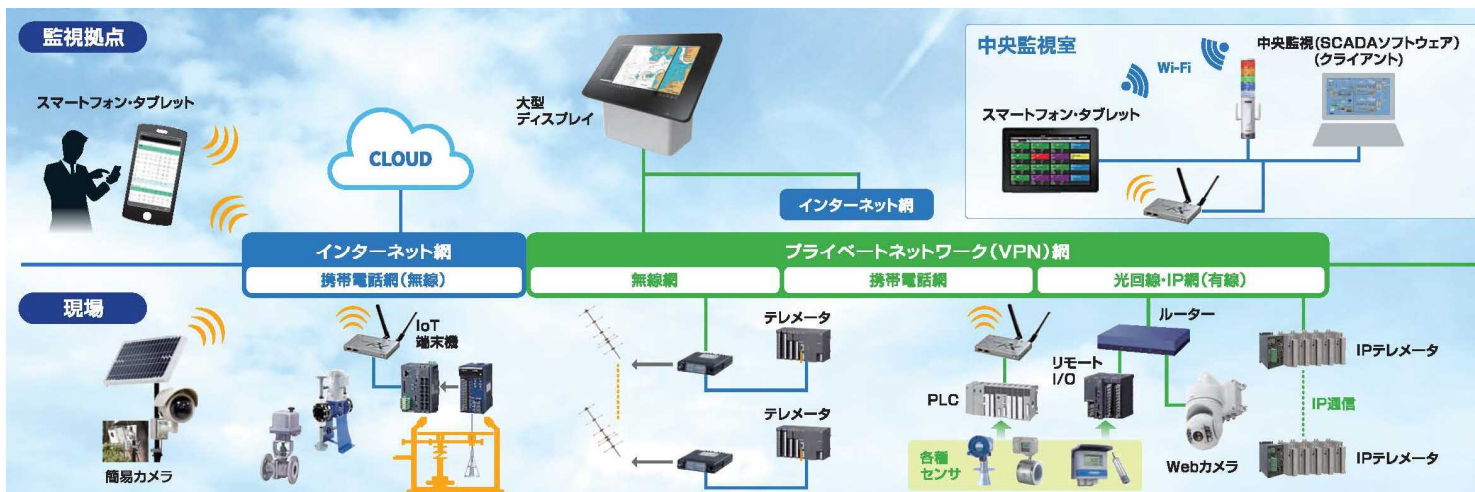 監視拠点
スマートフォン・タブレット
CLOUD
大型
ディスプレイ
インターネット網
中央監視室
Wi-Fi
中央監視(SCADAソフトウェア)
(クライアント)
スマートフォン・タブレット
インターネット網
携帯電話網(無線)
プライベートネットワーク(VPN)網
無線網
携帯電話網
光回線・IP網(有線)
現場
簡易カメラ
IoT
端末機
テレメータ
テレメータ
PLC
リモート
I/O
ルーター
各種
センサ
Webカメラ
IPテレメータ
IP通信
IPテレメータ